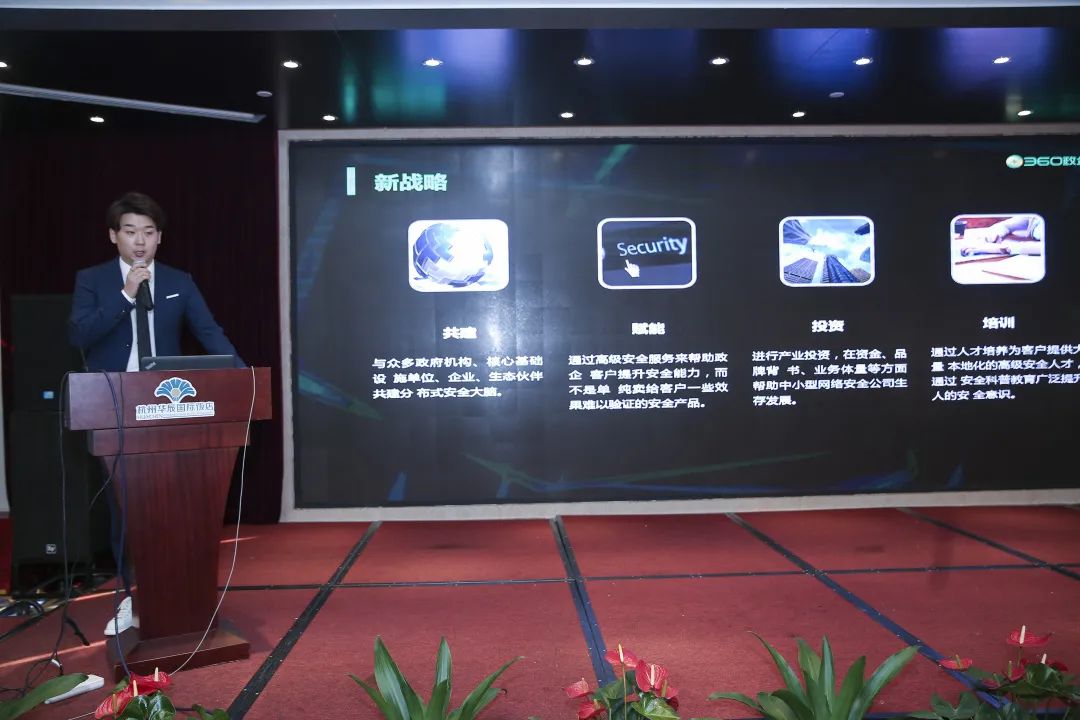 新战略
360政企
Security
共建
与众多政府机构、核心基础
设 施单位、企业、生态伙伴
共建分 布式安全大脑。
赋能
通过高级安全服务来帮助政
企 客户提升安全能力，而
不是单 纯卖给客户一些效
果难以验证的安全产品。
投资
进行产业投资，在资金、品
牌背 书、业务体量等方面
帮助中小型网络安全公司生
存发展。
培训
通过人才培养为客户提供大
量 本地化的高级安全人才，
通过 安全科普教育广泛提升
人的安 全意识。
杭州华辰国际饭店